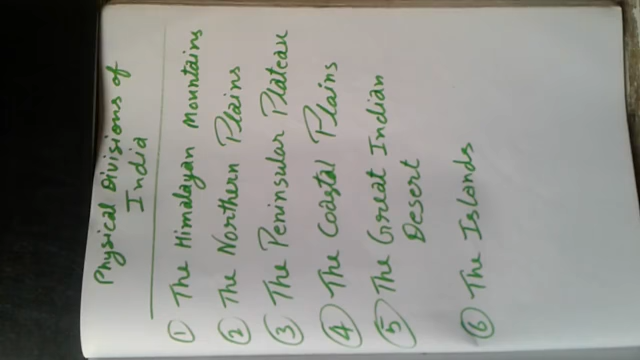 Physical Divisions of
India
① The Himalayan Mountains
② The Northern Plains
③ The Peninsular Plateau
④ The Coastal Plains
⑤ The Great Indian
Desert
⑥ The Islands